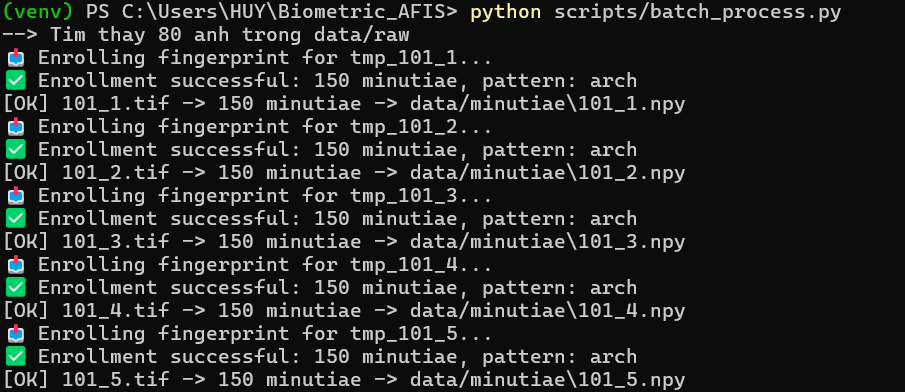 (venv) PS C:\Users\HUY\Biometric_AFIS> python scripts/batch_process.py
--> Tim thay 80 anh trong data/raw
📥 Enrolling fingerprint for tmp_101_1...
✅ Enrollment successful: 150 minutiae, pattern: arch
[OK] 101_1.tif -> 150 minutiae -> data/minutiae\101_1.npy
📥 Enrolling fingerprint for tmp_101_2...
✅ Enrollment successful: 150 minutiae, pattern: arch
[OK] 101_2.tif -> 150 minutiae -> data/minutiae\101_2.npy
📥 Enrolling fingerprint for tmp_101_3...
✅ Enrollment successful: 150 minutiae, pattern: arch
[OK] 101_3.tif -> 150 minutiae -> data/minutiae\101_3.npy
📥 Enrolling fingerprint for tmp_101_4...
✅ Enrollment successful: 150 minutiae, pattern: arch
[OK] 101_4.tif -> 150 minutiae -> data/minutiae\101_4.npy
📥 Enrolling fingerprint for tmp_101_5...
✅ Enrollment successful: 150 minutiae, pattern: arch
[OK] 101_5.tif -> 150 minutiae -> data/minutiae\101_5.npy